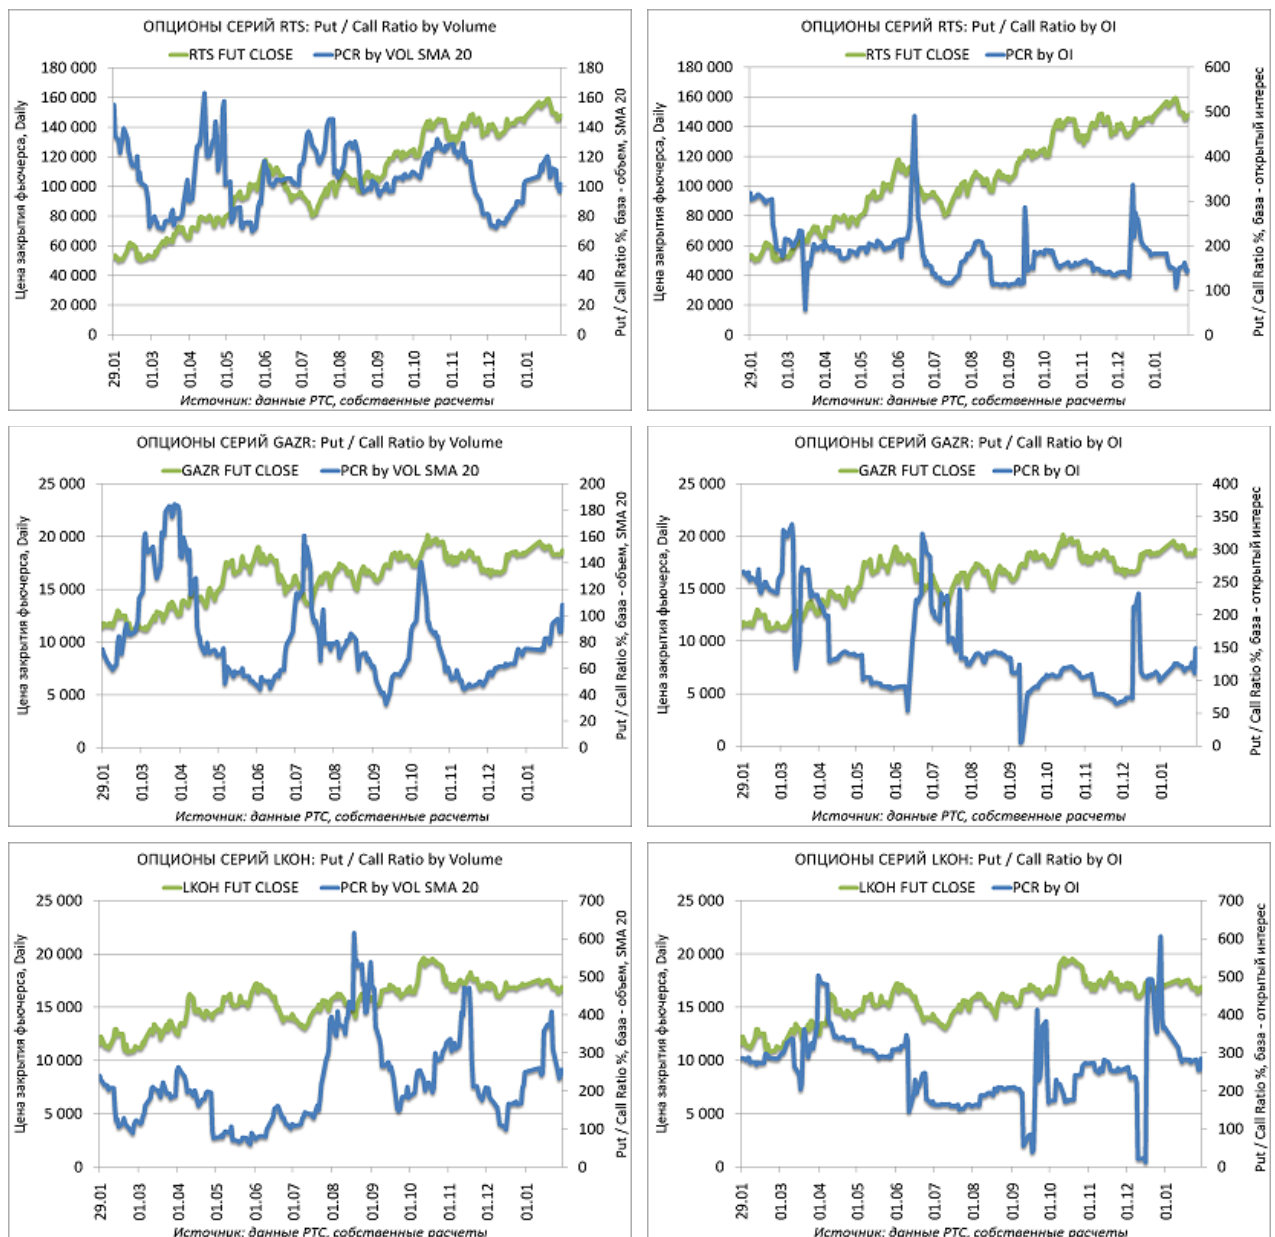 ОПЦИОНЫ СЕРИЙ RTS: Put / Call Ratio by Volume
RTS FUT CLOSE PCR by VOL SMA 20
Цена закрытия фьючерса, Daily
180 000
160 000
140 000
120 000
100 000
80 000
60 000
40 000
20 000
0
180
160
140
120
100
80
60
40
20
0
Put / Call Ratio %, база - объем, SMA 20
29.01 01.03 01.04 01.05 01.06 01.07 01.08 01.09 01.10 01.11 01.12 01.01
Источник: данные РТС, собственные расчеты
ОПЦИОНЫ СЕРИЙ RTS: Put / Call Ratio by OI
RTS FUT CLOSE PCR by OI
Цена закрытия фьючерса, Daily
180 000
160 000
140 000
120 000
100 000
80 000
60 000
40 000
20 000
0
600
500
400
300
200
100
0
Put / Call Ratio %, база - открытый интерес
29.01 01.03 01.04 01.05 01.06 01.07 01.08 01.09 01.10 01.11 01.12 01.01
Источник: данные РТС, собственные расчеты
ОПЦИОНЫ СЕРИЙ GAZR: Put / Call Ratio by Volume
GAZR FUT CLOSE PCR by VOL SMA 20
Цена закрытия фьючерса, Daily
25 000
20 000
15 000
10 000
5 000
0
200
180
160
140
120
100
80
60
40
20
0
Put / Call Ratio %, база - объем, SMA 20
29.01 01.03 01.04 01.05 01.06 01.07 01.08 01.09 01.10 01.11 01.12 01.01
Источник: данные РТС, собственные расчеты
ОПЦИОНЫ СЕРИЙ GAZR: Put / Call Ratio by OI
GAZR FUT CLOSE PCR by OI
Цена закрытия фьючерса, Daily
25 000
20 000
15 000
10 000
5 000
0
400
350
300
250
200
150
100
50
0
Put / Call Ratio %, база - открытый интерес
29.01 01.03 01.04 01.05 01.06 01.07 01.08 01.09 01.10 01.11 01.12 01.01
Источник: данные РТС, собственные расчеты
ОПЦИОНЫ СЕРИЙ LKOH: Put / Call Ratio by Volume
LKOH FUT CLOSE PCR by VOL SMA 20
Цена закрытия фьючерса, Daily
25 000
20 000
15 000
10 000
5 000
0
700
600
500
400
300
200
100
0
Put / Call Ratio %, база - объем, SMA 20
29.01 01.03 01.04 01.05 01.06 01.07 01.08 01.09 01.10 01.11 01.12 01.01
Источник: данные РТС, собственные расчеты
ОПЦИОНЫ СЕРИЙ LKOH: Put / Call Ratio by OI
LKOH FUT CLOSE PCR by OI
Цена закрытия фьючерса, Daily
25 000
20 000
15 000
10 000
5 000
0
700
600
500
400
300
200
100
0
Put / Call Ratio %, база - открытый интерес
29.01 01.03 01.04 01.05 01.06 01.07 01.08 01.09 01.10 01.11 01.12 01.01
Источник: данные РТС, собственные расчеты